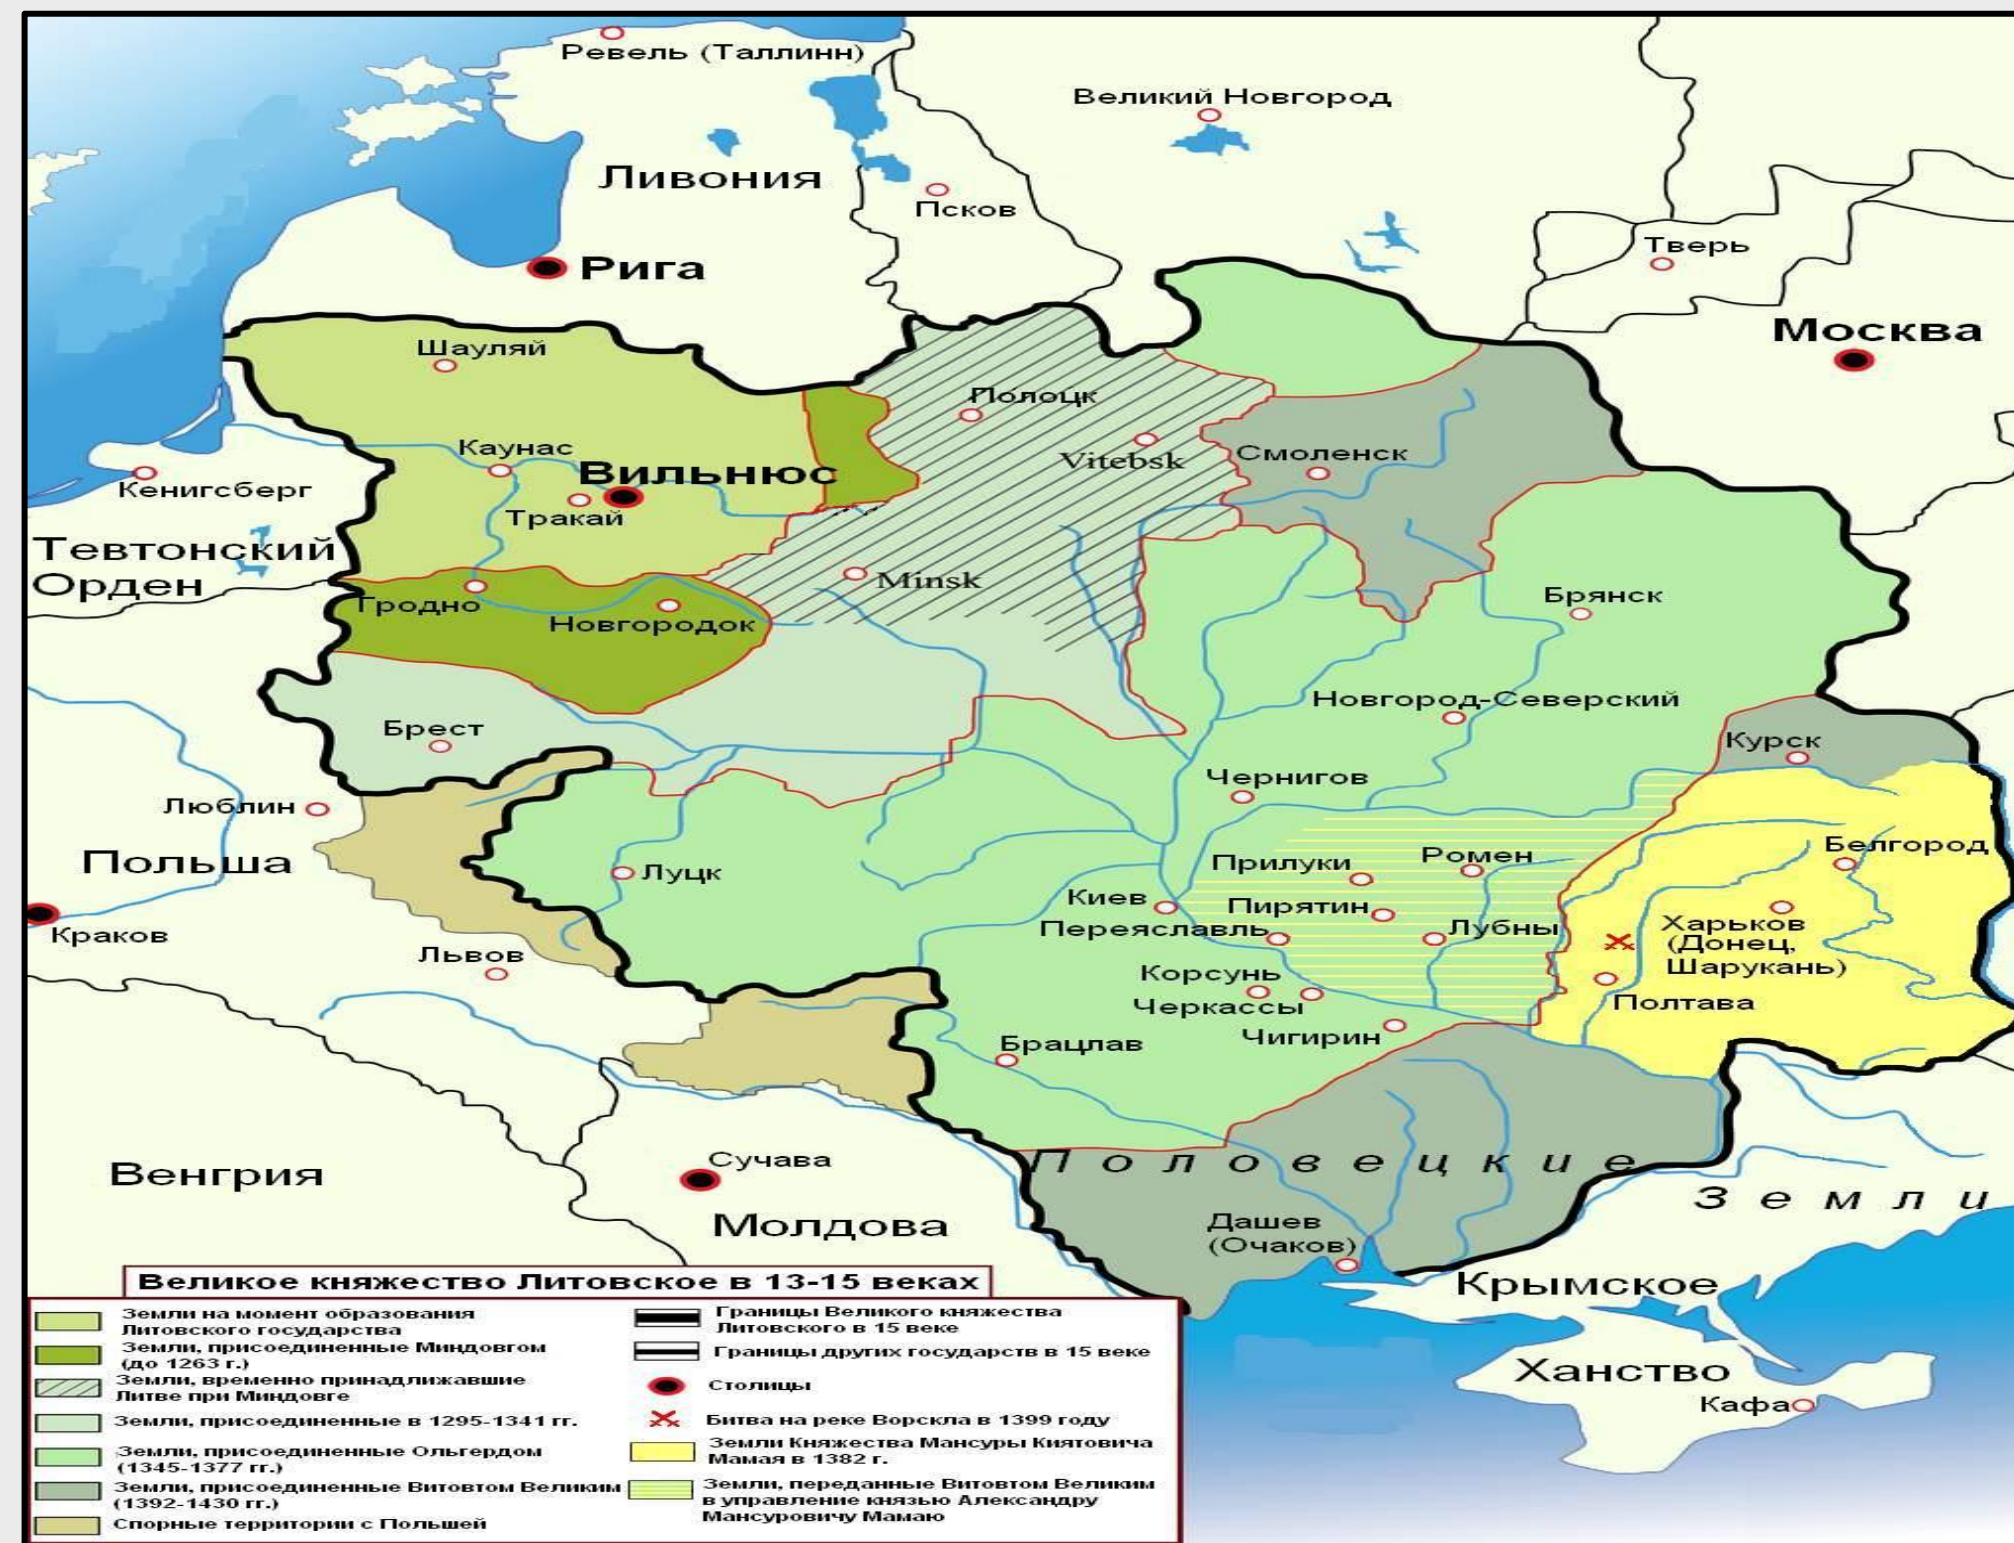 Ревель (Таллинн)
Великий Новгород
Ливония
Псков
Тверь
Рига
Москва
Шауляй
Полоцк
Каунас
Вильнюс
Vitebsk
Смоленск
Кенигсберг
Тракай
Тевтонский
Орден
Minsk
Гродно
Новгородок
Брянск
Новгород-Северский
Брест
Курск
Чернигов
Люблин
Польша
Луцк
Прилуки
Ромен
Белгород
Киев
Пирятин
Переяславль
Лубны
Харьков
(Донец,
Шарукань)
Краков
Львов
Корсунь
Черкассы
Полтава
Чигирин
Брацлав
Венгрия
Сучава
Молдова
Половецкие
Земли
Дашев
(Очаков)
Крымское
Ханство
Кафа
Великое княжество Литовское в 13-15 веках
Земли на момент образования
Литовского государства
Земли, присоединенные Миндовгом
(до 1263 г.)
Земли, временно принадлижавшие
Литве при Миндовге
Земли, присоединенные в 1295-1341 гг.
Земли, присоединенные Ольгердом
(1345-1377 гг.)
Земли, присоединенные Витовтом Великим
(1392-1430 гг.)
Спорные территории с Польшей
Границы Великого княжества
Литовского в 15 веке
Границы других государств в 15 веке
Столицы
Битва на реке Ворскла в 1399 году
Земли Княжества Мансуры Киятовича
Мамая в 1382 г.
Земли, переданные Витовтом Великим
в управление князью Александру
Мансуровичу Мамаю